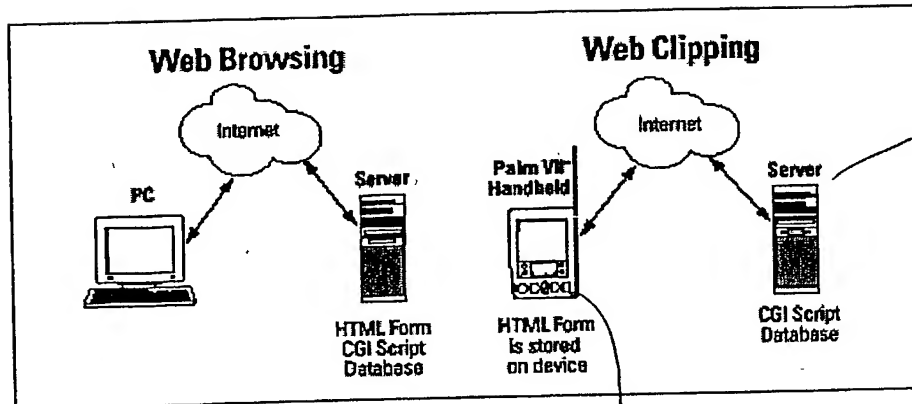 Web Browsing
Internet
PC
Server
HTML Form
CGI Script
Database
Web Clipping
Internet
Palm VII
Handheld
Server
HTML Form
is stored
on device
CGI Script
Database